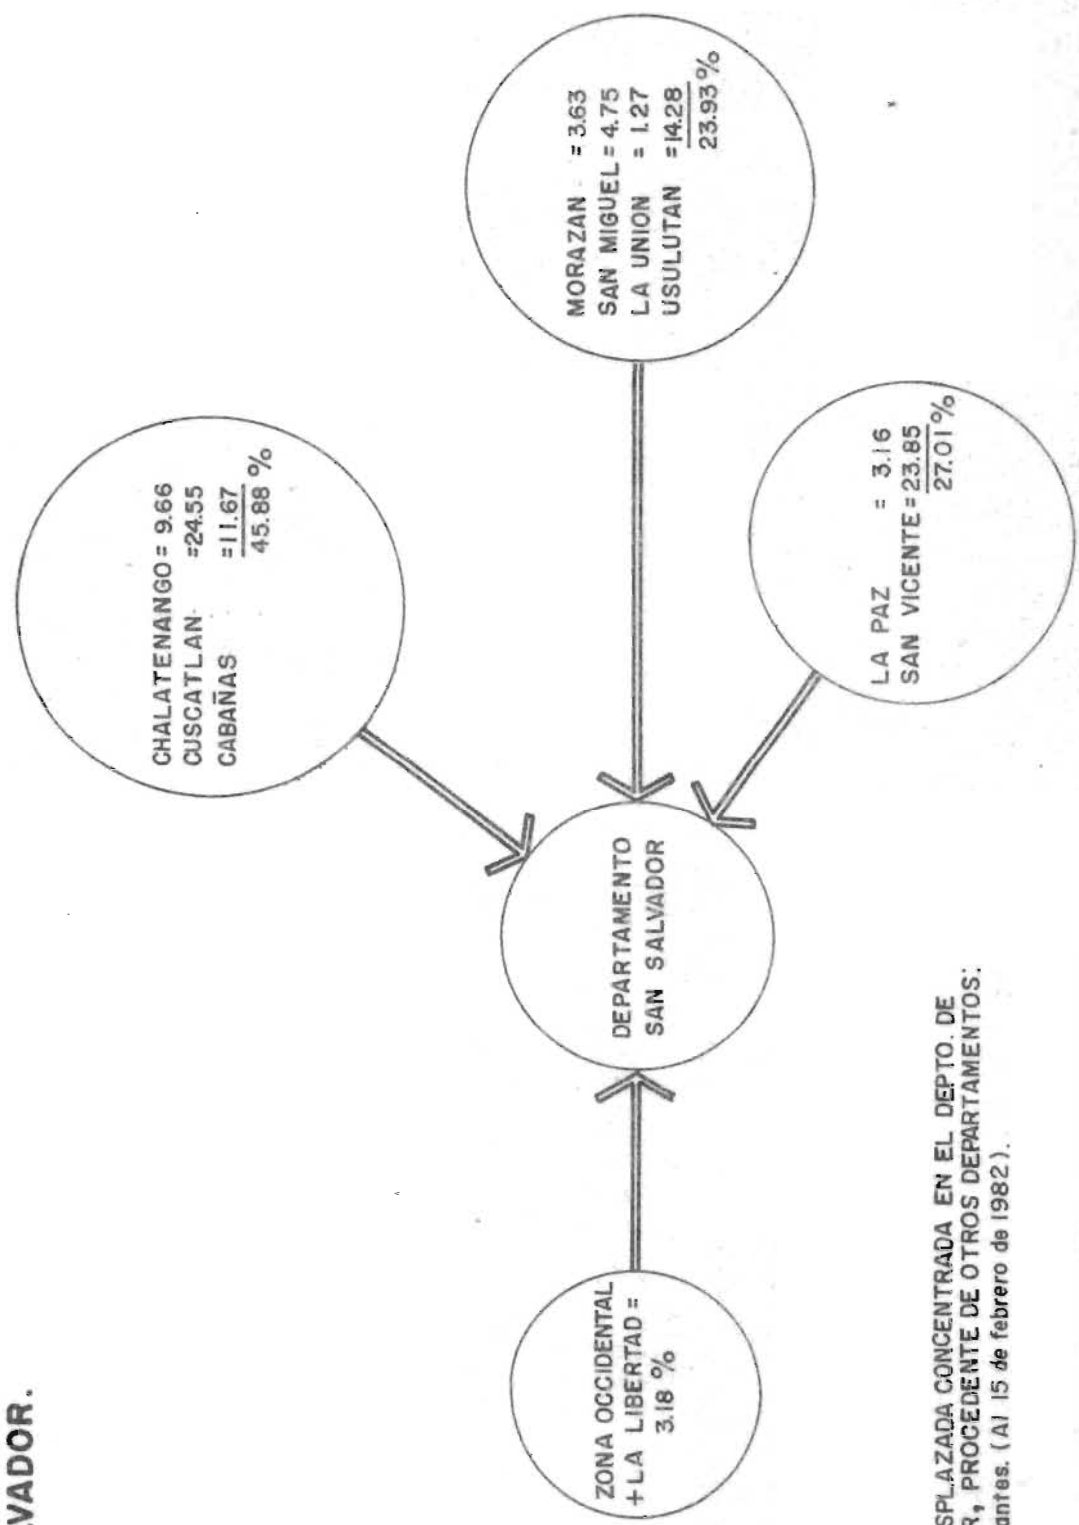 VADOR.
CHALATENANGO = 9.66
CUSCATLAN =24.55
CABAÑAS =11.67
45.88 %
MORAZAN = 3.63
SAN MIGUEL = 4.75
LA UNION = 1.27
USULUTAN =14.28
23.93 %
DEPARTAMENTO
SAN SALVADOR
ZONA OCCIDENTAL
+ LA LIBERTAD =
3.18 %
LA PAZ = 3.16
SAN VICENTE = 23.85
27.01 %
SPLAZADA CONCENTRADA EN EL DEPTO. DE
R, PROCEDENTE DE OTROS DEPARTAMENTOS:
antes. (Al 15 de febrero de 1982).